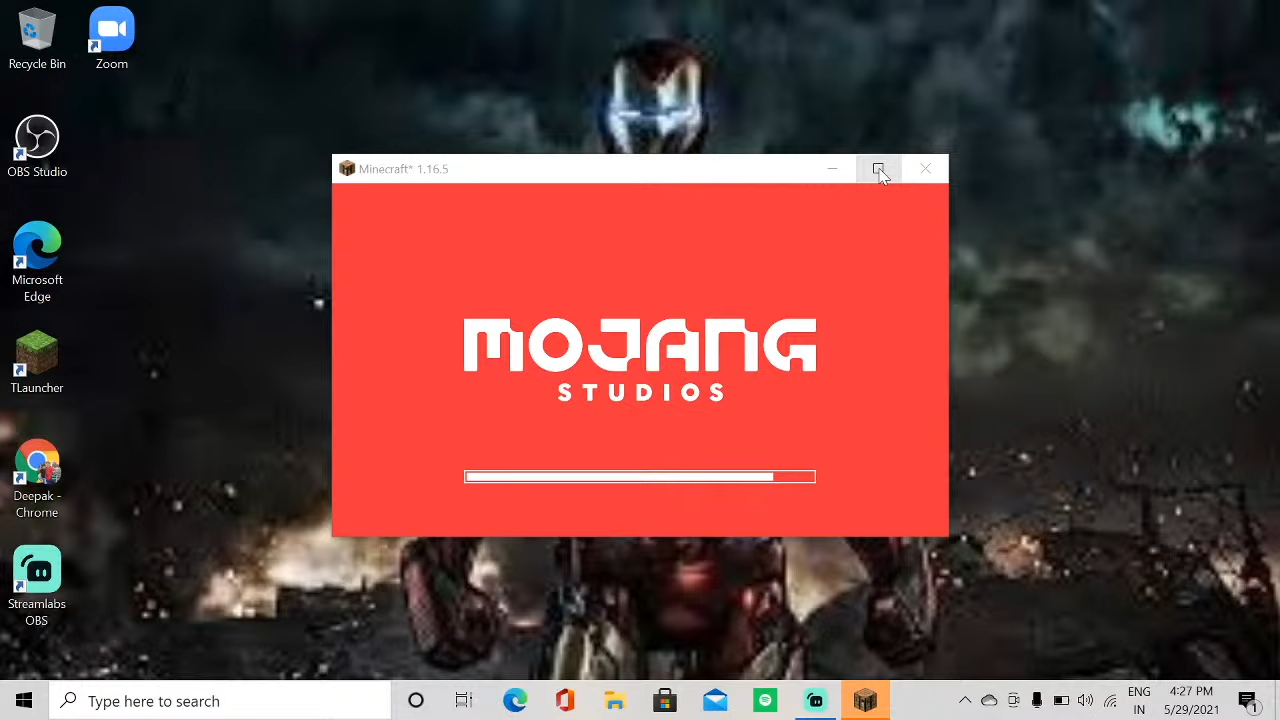 Recycle Bin
Zoom
OBS Studio
Microsoft
Edge
TLauncher
Deepak -
Chrome
Streamlabs
OBS
Minecraft* 1.16.5
MOJANG
STUDIOS
Type here to search
ENG
IN
4:27 PM
5/29/2021
1